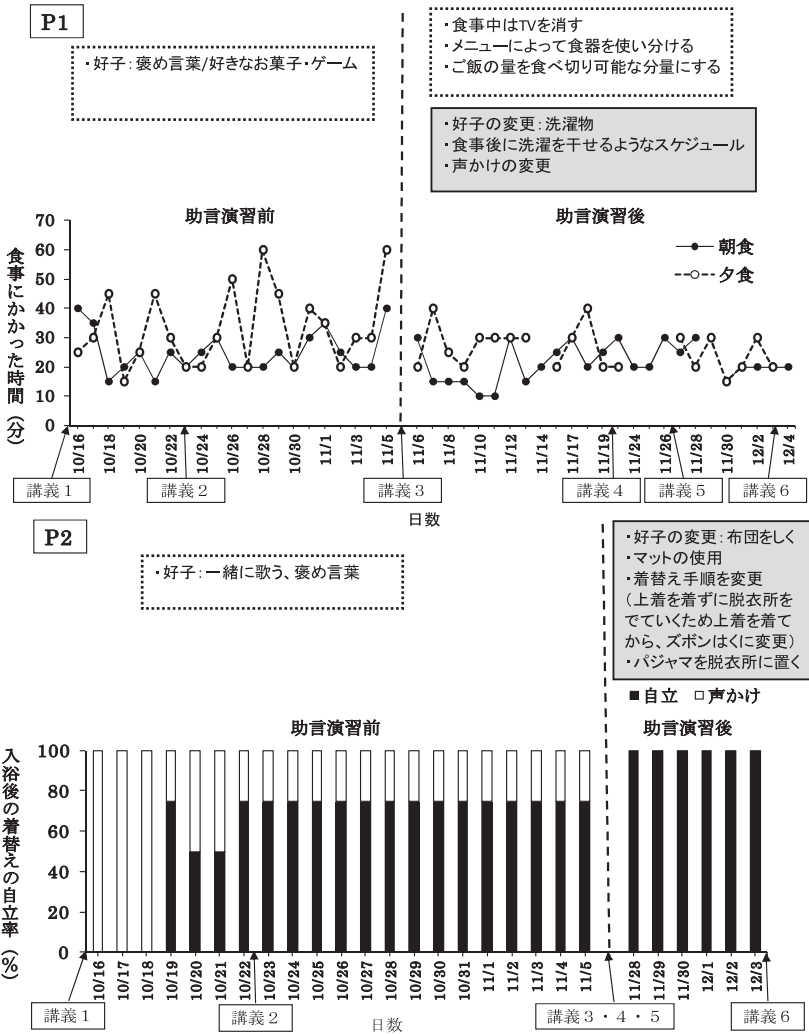 P1
・好子：褒め言葉/好きなお菓子・ゲーム
・食事中はTVを消す
・メニューによって食器を使い分ける
・ご飯の量を食べ切り可能な分量にする
・好子の変更：洗濯物
・食事後に洗濯を干せるようなスケジュール
・声かけの変更
助言演習前
助言演習後
朝食
夕食
食事にかかった時間（分）
70
60
50
40
30
20
10
0
10/16
10/18
10/20
10/22
10/24
10/26
10/28
10/30
11/1
11/3
11/5
11/6
11/8
11/10
11/12
11/14
11/17
11/19
11/24
11/26
11/28
11/30
12/2
12/4
講義1
講義2
講義3
講義4
講義5
講義6
日数
P2
・好子：一緒に歌う、褒め言葉
・好子の変更：布団をしく
・マットの使用
・着替え手順を変更
（上着を着ずに脱衣所を
でていくため上着を着て
から、ズボンはくに変更）
・パジャマを脱衣所に置く
自立 声かけ
助言演習前
助言演習後
入浴後の着替えの自立率（%）
100
80
60
40
20
0
10/16
10/17
10/18
10/19
10/20
10/21
10/22
10/23
10/24
10/25
10/26
10/27
10/28
10/29
10/30
10/31
11/1
11/2
11/3
11/4
11/5
11/28
11/29
11/30
12/1
12/2
12/3
講義1
講義2
講義3・4・5
講義6
日数